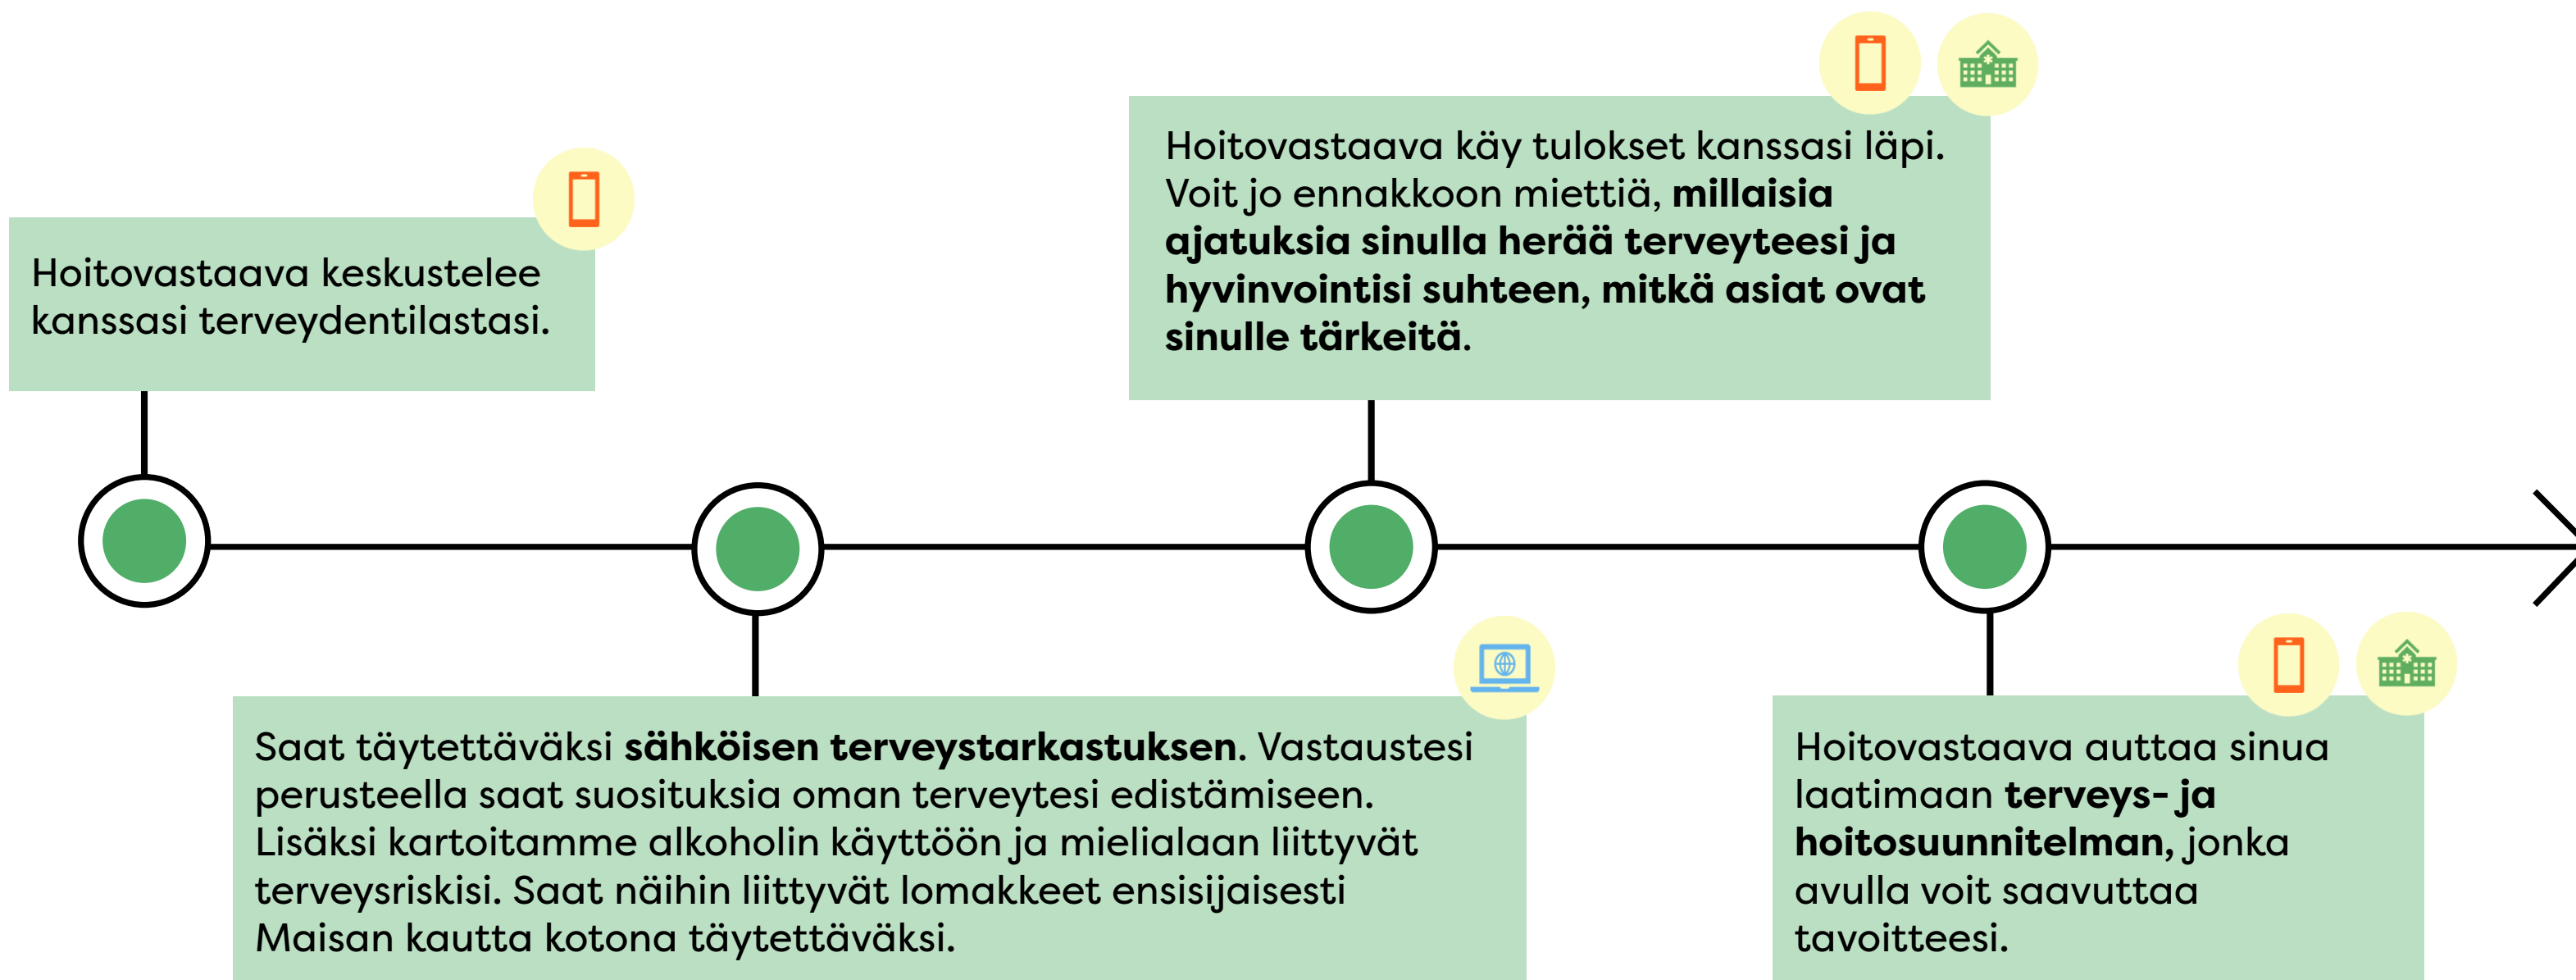 Hoitovastaava keskustelee
kanssasi terveydentilastasi.
Saat täytettäväksi sähköisen terveystarkastuksen. Vastaustesi
perusteella saat suosituksia oman terveytesi edistämiseen.
Lisäksi kartoitamme alkoholin käyttöön ja mielialaan liittyvät
terveysriskisi. Saat näihin liittyvät lomakkeet ensisijaisesti
Maisan kautta kotona täytettäväksi.
Hoitovastaava käy tulokset kanssasi läpi.
Voit jo ennakkoon miettiä, millaisia
ajatuksia sinulla herää terveyteesi ja
hyvinvointisi suhteen, mitkä asiat ovat
sinulle tärkeitä.
Hoitovastaava auttaa sinua
laatimaan terveys- ja
hoitosuunnitelman, jonka
avulla voit saavuttaa
tavoitteesi.